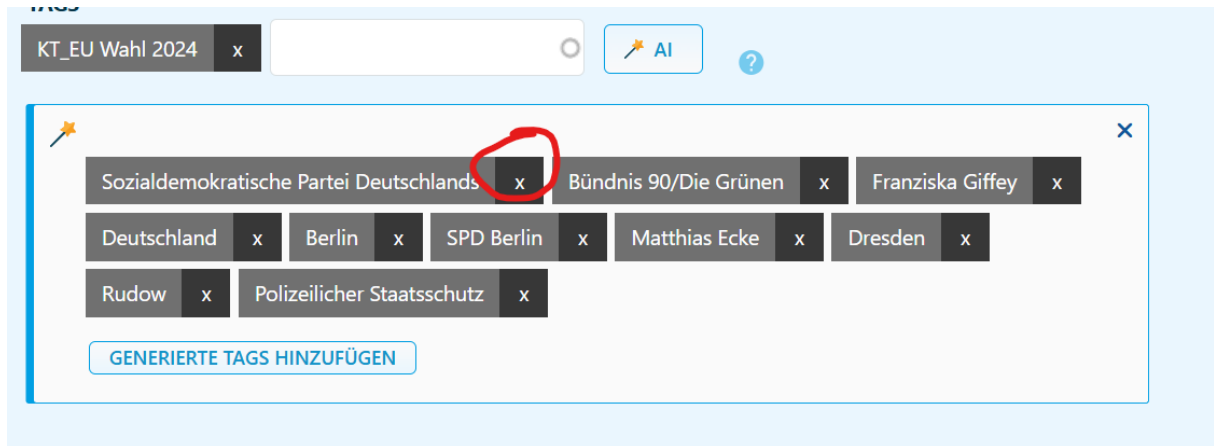 TAGS
KT_EU Wahl 2024 x AI ?
x
Sozialdemokratische Partei Deutschlands x Bündnis 90/Die Grünen x Franziska Giffey x
Deutschland x Berlin x SPD Berlin x Matthias Ecke x Dresden x
Rudow x Polizeilicher Staatsschutz x
GENERIERTE TAGS HINZUFÜGEN